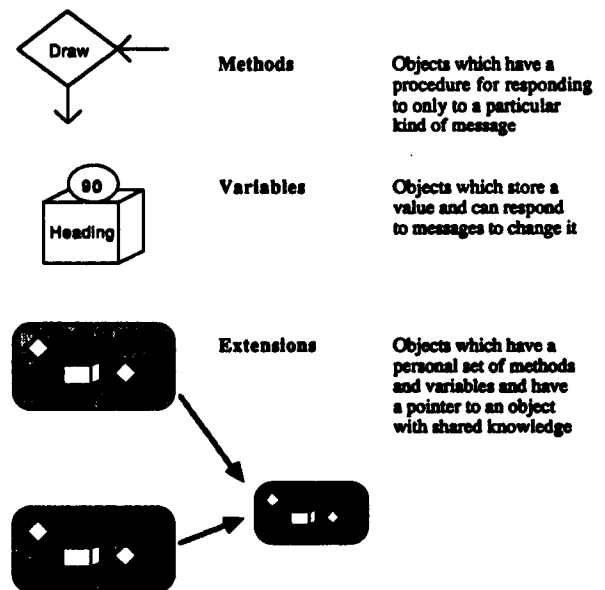 Draw
Methods
Objects which have a
procedure for responding
to only to a particular
kind of message
90
Heading
Variables
Objects which store a
value and can respond
to messages to change it
Extensions
Objects which have a
personal set of methods
and variables and have
a pointer to an object
with shared knowledge